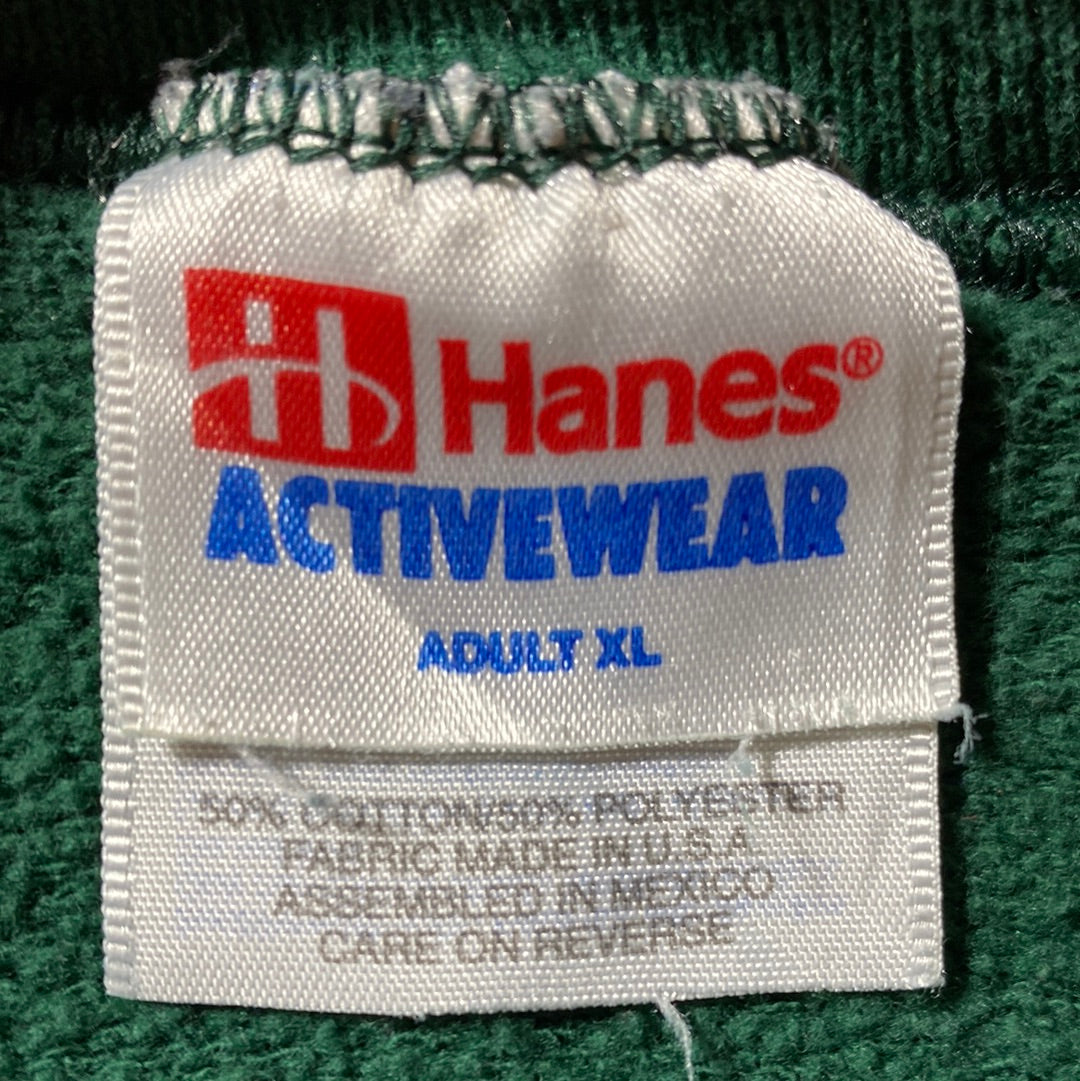 Hanes®
ACTIVEWEAR
ADULT XL
50% COTTON/50% POLYESTER
FABRIC MADE IN U.S.A
ASSEMBLED IN MEXICO
CARE ON REVERSE